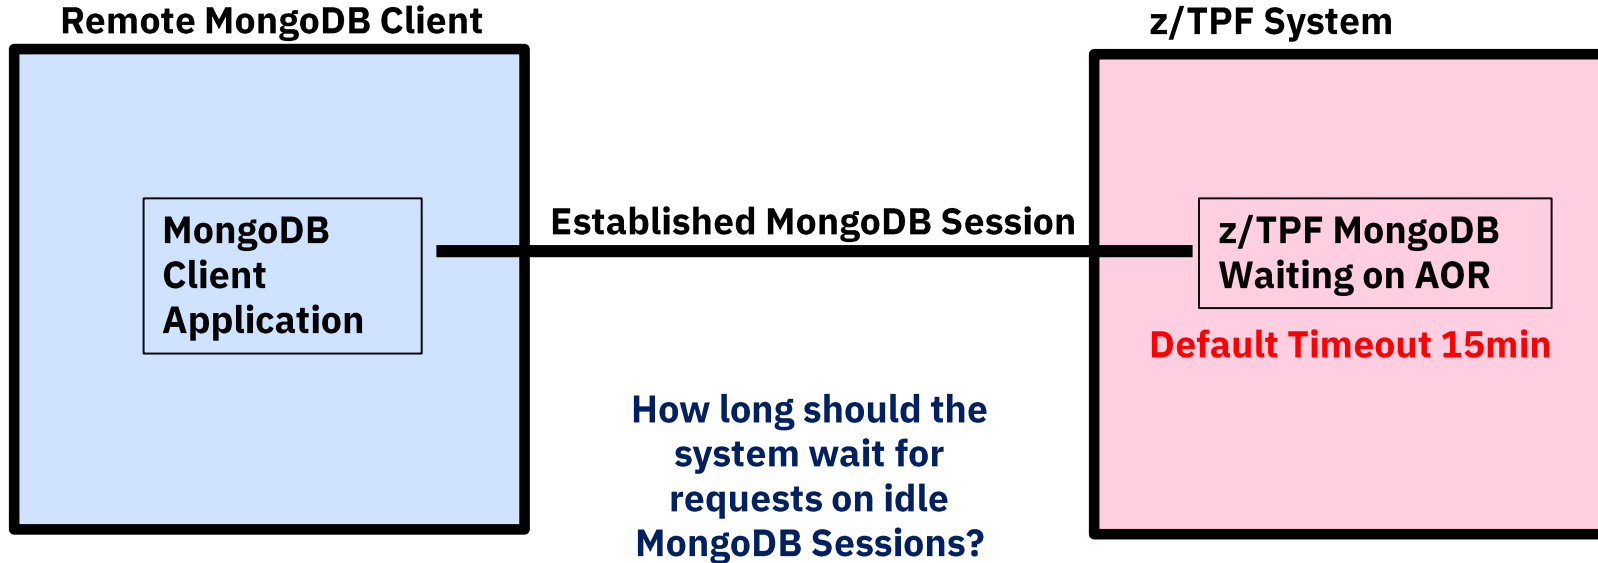 Remote MongoDB Client
z/TPF System
MongoDB
Client
Application
Established MongoDB Session
z/TPF MongoDB
Waiting on AOR
Default Timeout 15min
How long should the
system wait for
requests on idle
MongoDB Sessions?